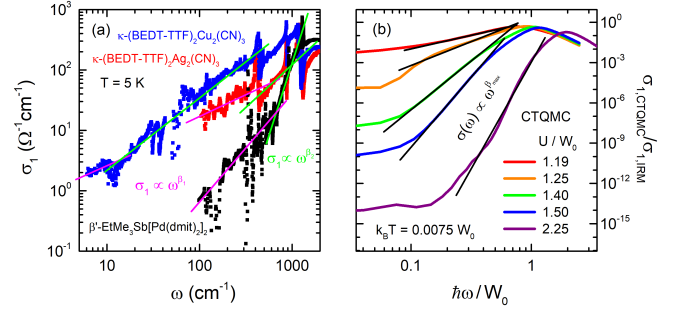 (a) κ-(BEDT-TTF)₂Cu₂(CN)₃
κ-(BEDT-TTF)₂Ag₂(CN)₃
T = 5 K
σ₁ ∝ ω^β₁
σ₁ ∝ ω^β₂
β'-EtMe₃Sb[Pd(dmit)₂]₂
10³
10²
10¹
10⁰
10⁻¹
σ₁ (Ω⁻¹cm⁻¹)
10
100
1000
ω (cm⁻¹)
(b)
σ(ω) ∝ ω^βmax
CTQMC
U / W₀
1.19
1.25
1.40
1.50
2.25
k_BT = 0.0075 W₀
0.1
1
ħω/W₀
10⁰
10⁻³
10⁻⁶
10⁻⁹
10⁻¹²
10⁻¹⁵
σ₁,CTQMC/σ₁,IRM